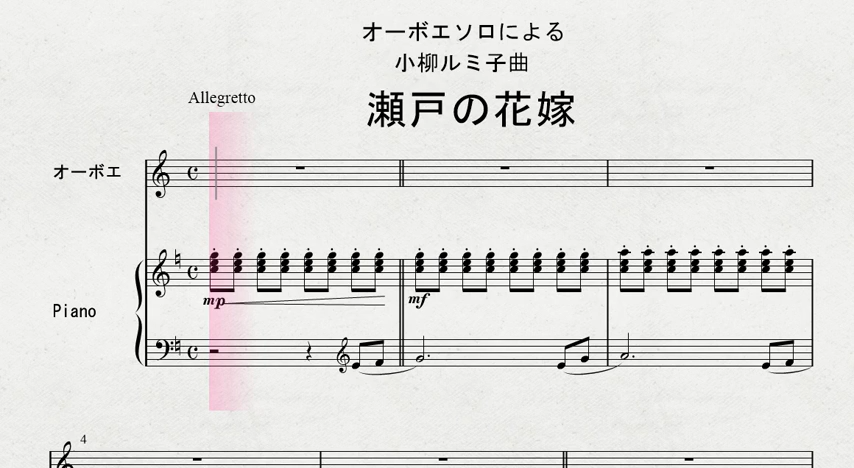 オーボエソロによる
小柳ルミ子曲
瀬戸の花嫁
Allegretto
オーボエ
Piano
mp
mf
4